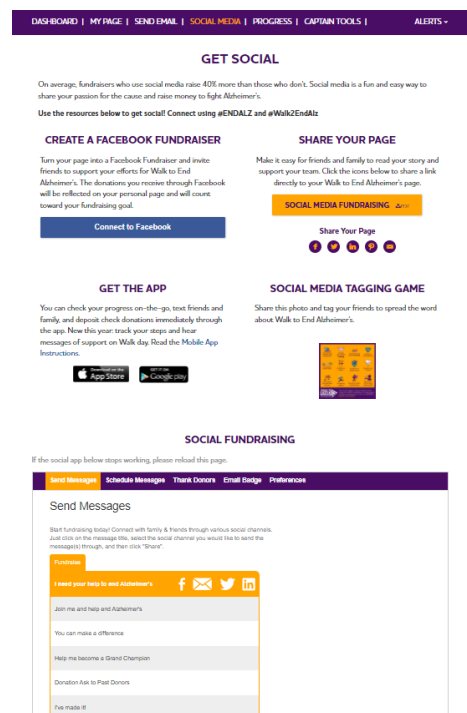 DASHBOARD | MY PAGE | SEND EMAIL | SOCIAL MEDIA | PROGRESS | CAPTAIN TOOLS | ALERTS
GET SOCIAL
On average, fundraisers who use social media raise 40% more than those who don't. Social media is a fun and easy way to
share your passion for the cause and raise money to fight Alzheimer's.
Use the resources below to get social! Connect using #ENDALZ and #Walk2EndAlz
CREATE A FACEBOOK FUNDRAISER
Turn your page into a Facebook Fundraiser and invite
friends to support your efforts for Walk to End
Alzheimer's. The donations you receive through Facebook
will be reflected on your personal page and will count
toward your fundraising goal.
Connect to Facebook
SHARE YOUR PAGE
Make it easy for friends and family to read your story and
support your team. Click the icons below to share a link
directly to your Walk to End Alzheimer's page.
SOCIAL MEDIA FUNDRAISING
Share Your Page
GET THE APP
You can check your progress on-the-go, text friends and
family, and deposit check donations immediately through
the app. New this year: track your steps and hear
messages of support on Walk day. Read the Mobile App
Instructions.
Download on the
App Store
GET IT ON
Google play
SOCIAL MEDIA TAGGING GAME
Share this photo and tag your friends to spread the word
about Walk to End Alzheimer's.
SOCIAL FUNDRAISING
If the social app below stops working, please reload this page.
Send Messages Schedule Messages Thank Donors Email Badge Preferences
Send Messages
Start fundraising today! Connect with family & friends through various social channels.
Just click on the message title, select the social channel you would like to send the
message(s) through, and then click "Share".
Fundraise
I need your help to end Alzheimer's
Join me and help end Alzheimer's
You can make a difference
Help me become a Grand Champion
Donation Ask to Past Donors
I've made it!